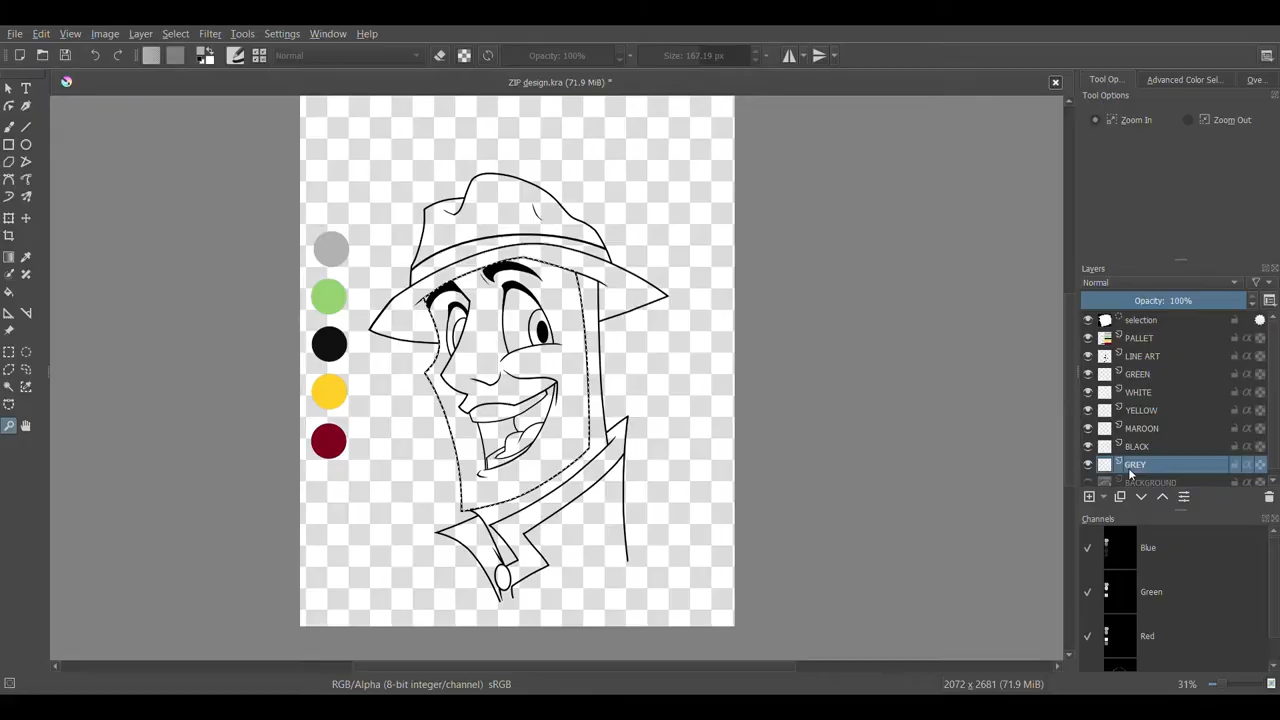 File Edit View Image Layer Select Filter Tools Settings Window Help
Normal Opacity: 100% Size: 167.19 px
ZIP design.kra (71.9 MiB) *
Tool Op... Advanced Color Sel... Ove...
Tool Options
Zoom In Zoom Out
Layers
Normal
Opacity: 100%
selection
PALLET
LINE ART
GREEN
WHITE
YELLOW
MAROON
BLACK
GREY
BACKGROUND
Channels
Blue
Green
Red
RGB/Alpha (8-bit integer/channel) sRGB 2072 x 2681 (71.9 MiB) 31%